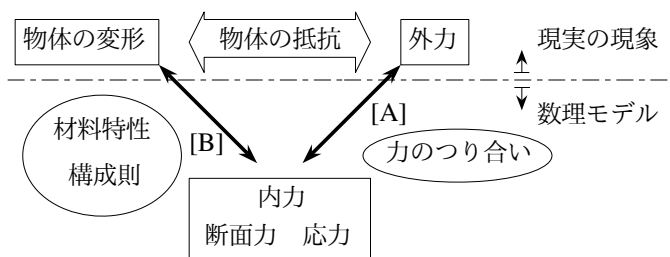 物体の変形
物体の抵抗
外力
現実の現象
数理モデル
材料特性
構成則
[B]
[A]
力のつり合い
内力
断面力 応力